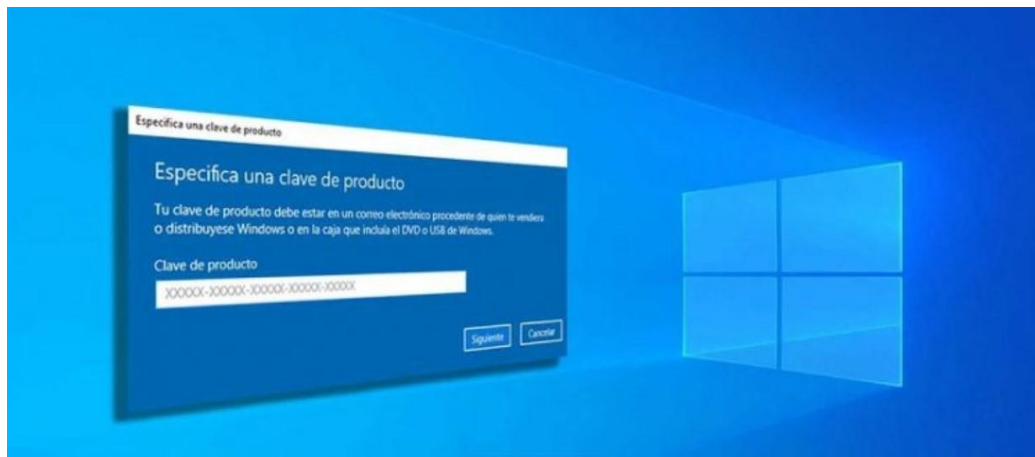 Especifica una clave de producto
Especifica una clave de producto
Tu clave de producto debe estar en un correo electrónico procedente de quien te vendiera
o distribuyese Windows o en la caja que incluía el DVD o USB de Windows.
Clave de producto
XXXXX-XXXXX-XXXXX-XXXXX-XXXXX
Siguiente Cancelar